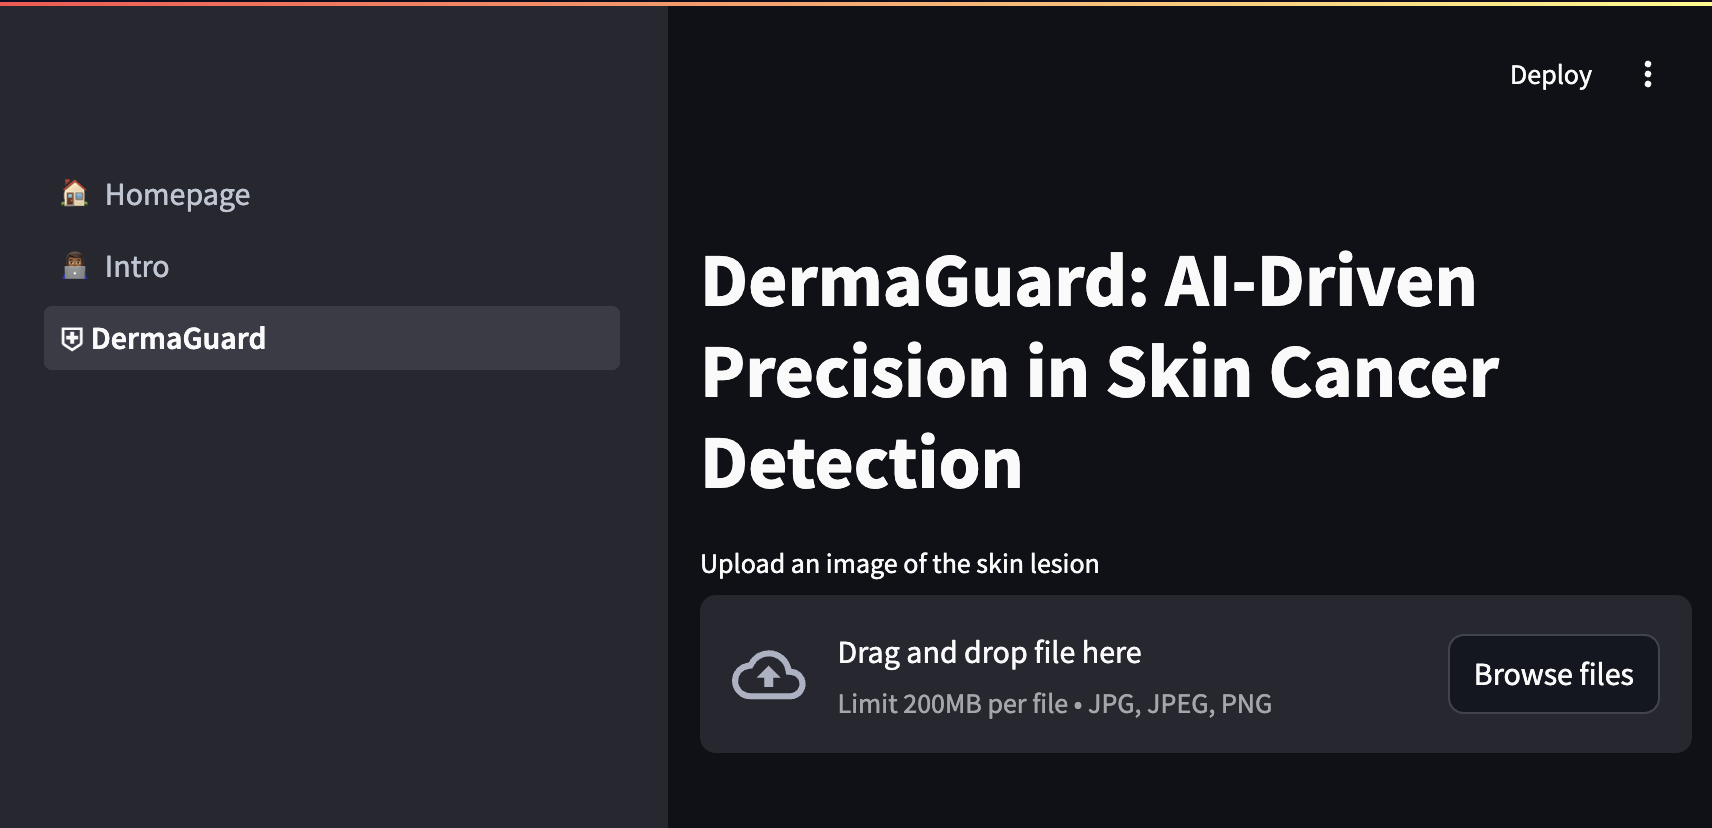 Deploy
Homepage
Intro
DermaGuard
DermaGuard: AI-Driven
Precision in Skin Cancer
Detection
Upload an image of the skin lesion
Drag and drop file here
Limit 200MB per file • JPG, JPEG, PNG
Browse files